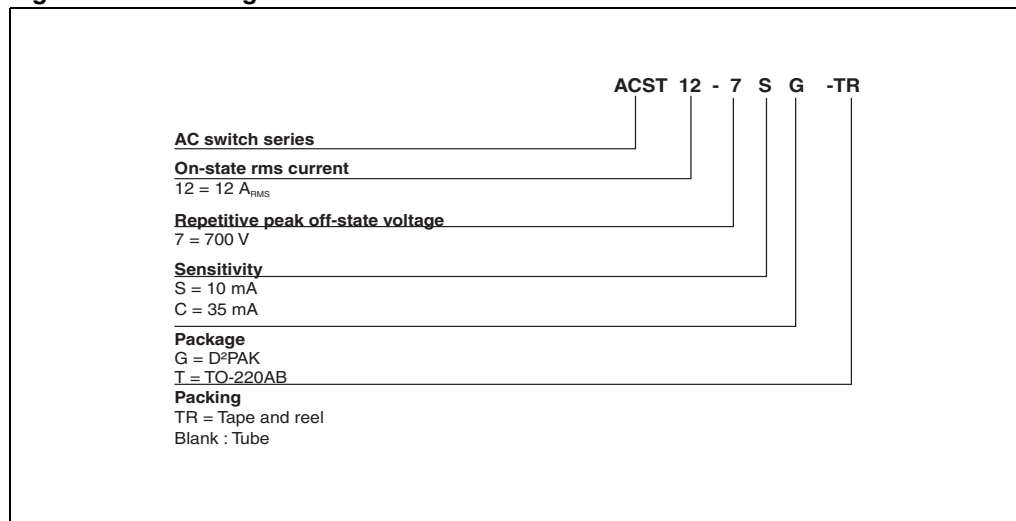 ACST 12 - 7 S G -TR
AC switch series
On-state rms current
12 = 12 ARMS
Repetitive peak off-state voltage
7 = 700 V
Sensitivity
S = 10 mA
C = 35 mA
Package
G = D²PAK
T = TO-220AB
Packing
TR = Tape and reel
Blank : Tube